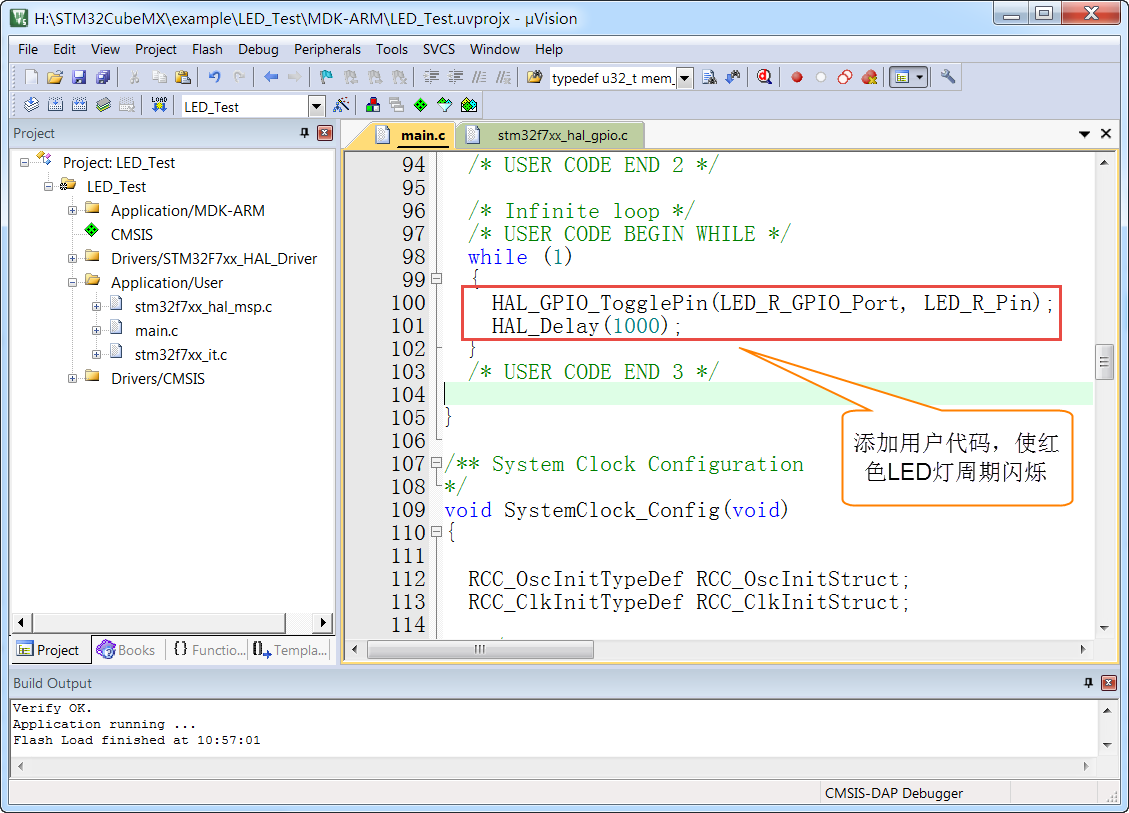 H:\STM32CubeMX\example\LED_Test\MDK-ARM\LED_Test.uvprojx - µVision
File Edit View Project Flash Debug Peripherals Tools SVCS Window Help
typedef u32_t mem_
LOAD
LED_Test
Project
Project: LED_Test
LED_Test
Application/MDK-ARM
CMSIS
Drivers/STM32F7xx_HAL_Driver
Application/User
stm32f7xx_hal_msp.c
main.c
stm32f7xx_it.c
Drivers/CMSIS
Project Books {} Functio... Templa...
main.c stm32f7xx_hal_gpio.c
94 /* USER CODE END 2 */
95
96 /* Infinite loop */
97 /* USER CODE BEGIN WHILE */
98 while (1)
99 {
100 HAL_GPIO_TogglePin(LED_R_GPIO_Port, LED_R_Pin);
101 HAL_Delay(1000);
102 }
103 /* USER CODE END 3 */
104
105 }
106
107 /** System Clock Configuration
108 */
109 void SystemClock_Config(void)
110 {
111
112 RCC_OscInitTypeDef RCC_OscInitStruct;
113 RCC_ClkInitTypeDef RCC_ClkInitStruct;
114
添加用户代码，使红
色LED灯周期闪烁
Build Output
Verify OK.
Application running ...
Flash Load finished at 10:57:01
CMSIS-DAP Debugger